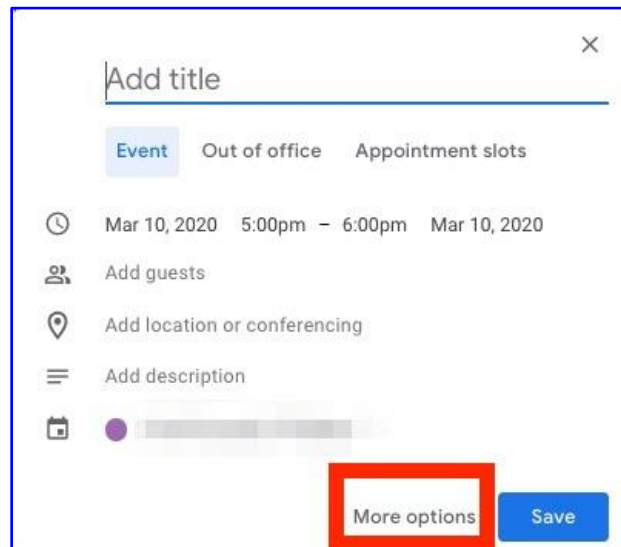 Add title
Event Out of office Appointment slots
Mar 10, 2020 5:00pm – 6:00pm Mar 10, 2020
Add guests
Add location or conferencing
Add description
More options Save